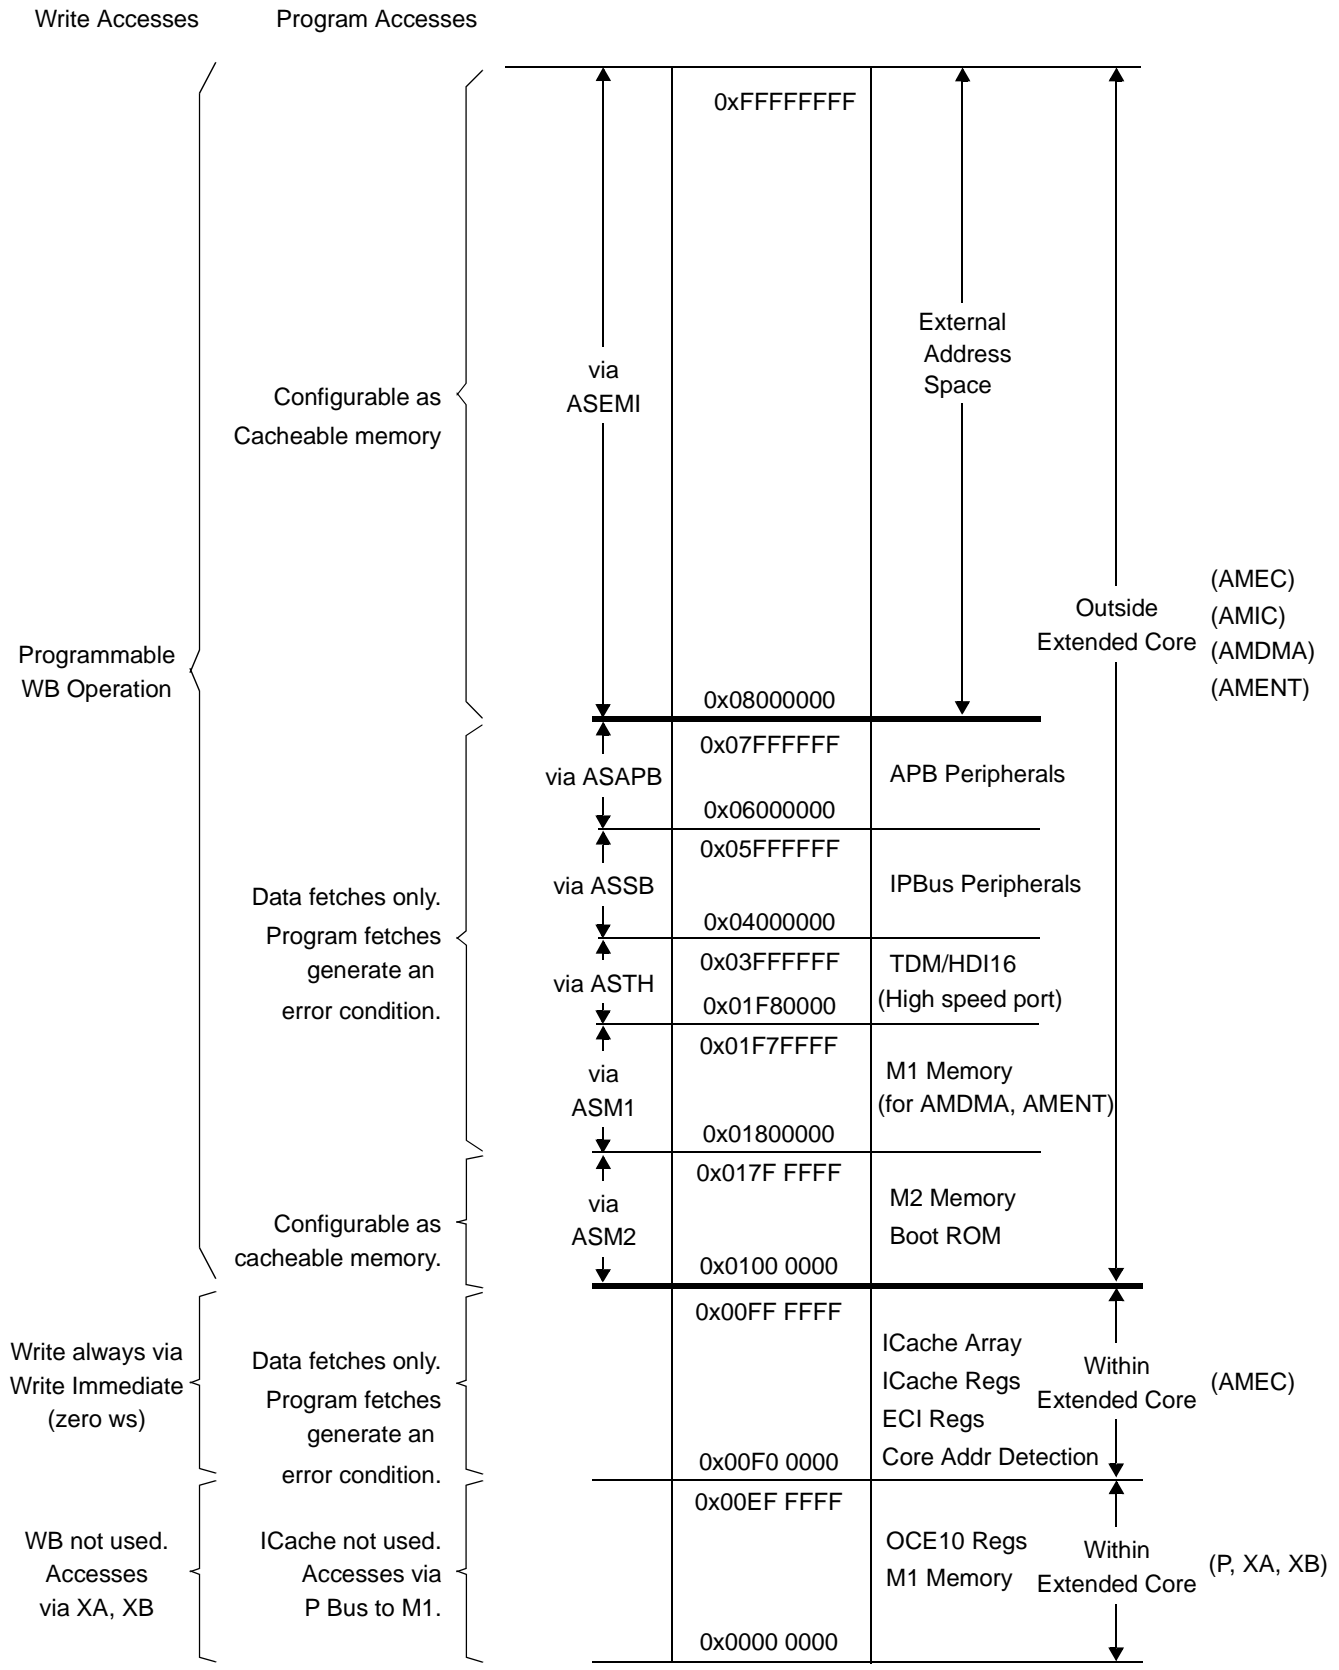 Write Accesses
Program Accesses
0xFFFFFFFF
External
Address
Space
via
ASEMI
Configurable as
Cacheable memory
(AMEC)
(AMIC)
(AMDMA)
(AMENT)
Outside
Extended Core
Programmable
WB Operation
0x08000000
0x07FFFFFF
via ASAPB
APB Peripherals
0x06000000
0x05FFFFFF
via ASSB
IPBus Peripherals
0x04000000
Data fetches only.
Program fetches
generate an
error condition.
0x03FFFFFF
via ASTH
TDM/HDI16
(High speed port)
0x01F80000
0x01F7FFFF
via
ASM1
M1 Memory
(for AMDMA, AMENT)
0x01800000
0x017F FFFF
via
ASM2
M2 Memory
Boot ROM
Configurable as
cacheable memory.
0x0100 0000
0x00FF FFFF
Write always via
Write Immediate
(zero ws)
Data fetches only.
Program fetches
generate an
error condition.
ICache Array
ICache Regs
ECI Regs
Core Addr Detection
Within
Extended Core
(AMEC)
0x00F0 0000
0x00EF FFFF
WB not used.
Accesses
via XA, XB
ICache not used.
Accesses via
P Bus to M1.
OCE10 Regs
M1 Memory
Within
Extended Core
(P, XA, XB)
0x0000 0000